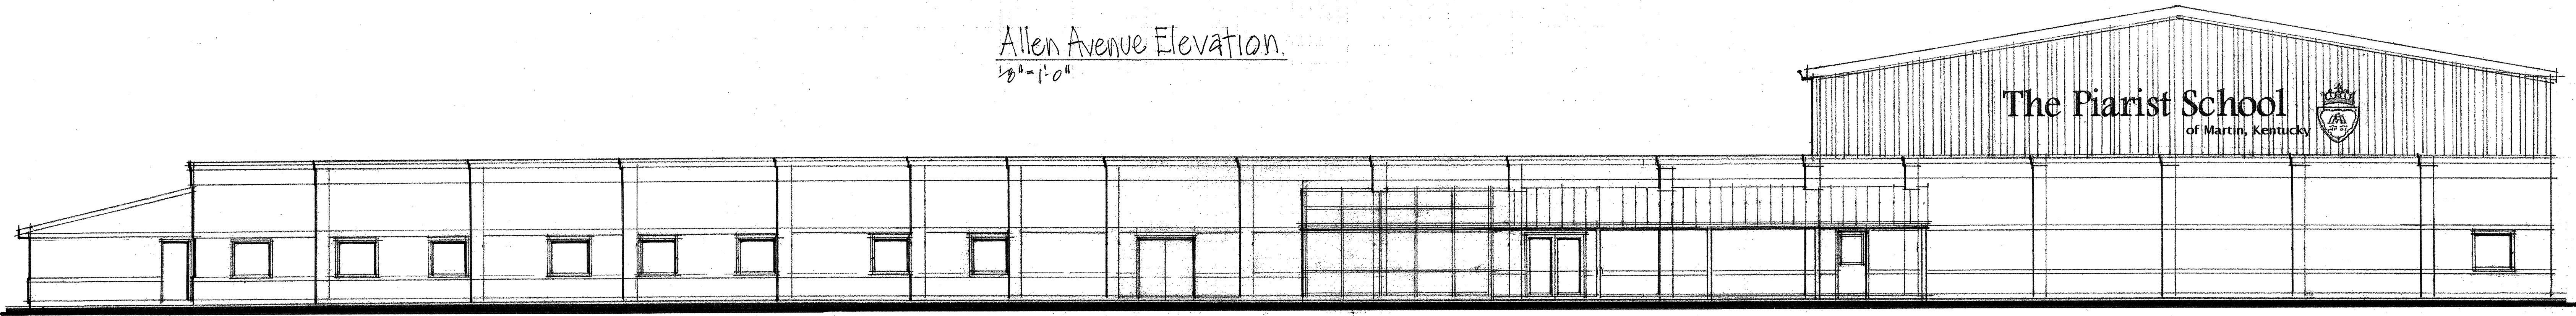 Allen Avenue Elevation.
⅛"=1'-0"
The Piarist School
of Martin, Kentucky